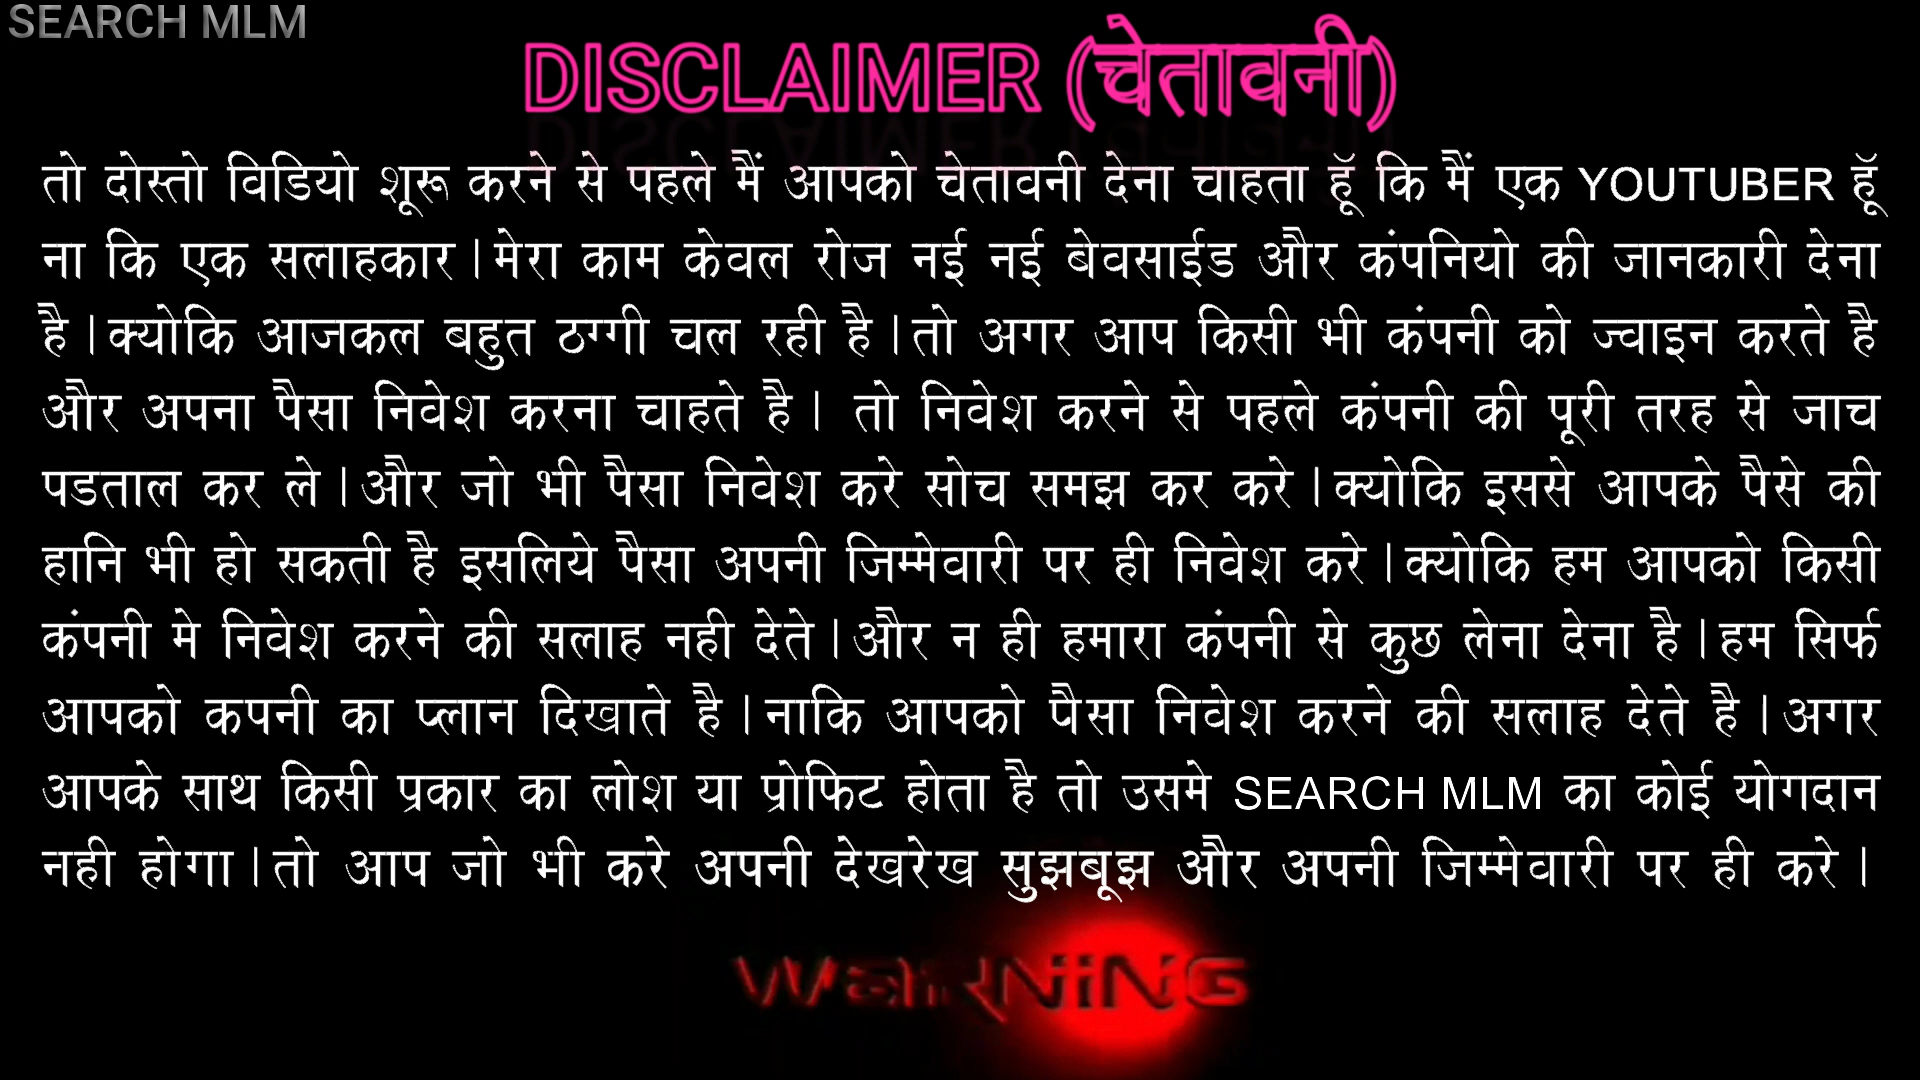 SEARCH MLM
DISCLAIMER (चेतावनी)
तो दोस्तो विडियो शूरू करने से पहले मैं आपको चेतावनी देना चाहता हूॅ कि मैं एक YOUTUBER हूॅ
ना कि एक सलाहकार।मेरा काम केवल रोज नई नई बेवसाईड और कंपनियो की जानकारी देना
है।क्योकि आजकल बहुत ठग्गी चल रही है।तो अगर आप किसी भी कंपनी को ज्वाइन करते है
और अपना पैसा निवेश करना चाहते है। तो निवेश करने से पहले कंपनी की पूरी तरह से जाच
पडताल कर ले।और जो भी पैसा निवेश करे सोच समझ कर करे।क्योकि इससे आपके पैसे की
हानि भी हो सकती है इसलिये पैसा अपनी जिम्मेवारी पर ही निवेश करे।क्योकि हम आपको किसी
कंपनी मे निवेश करने की सलाह नही देते।और न ही हमारा कंपनी से कुछ लेना देना है।हम सिर्फ
आपको कपनी का प्लान दिखाते है।नाकि आपको पैसा निवेश करने की सलाह देते है।अगर
आपके साथ किसी प्रकार का लोश या प्रोफिट होता है तो उसमे SEARCH MLM का कोई योगदान
नही होगा।तो आप जो भी करे अपनी देखरेख सुझबूझ और अपनी जिम्मेवारी पर ही करे।
WARNiNG